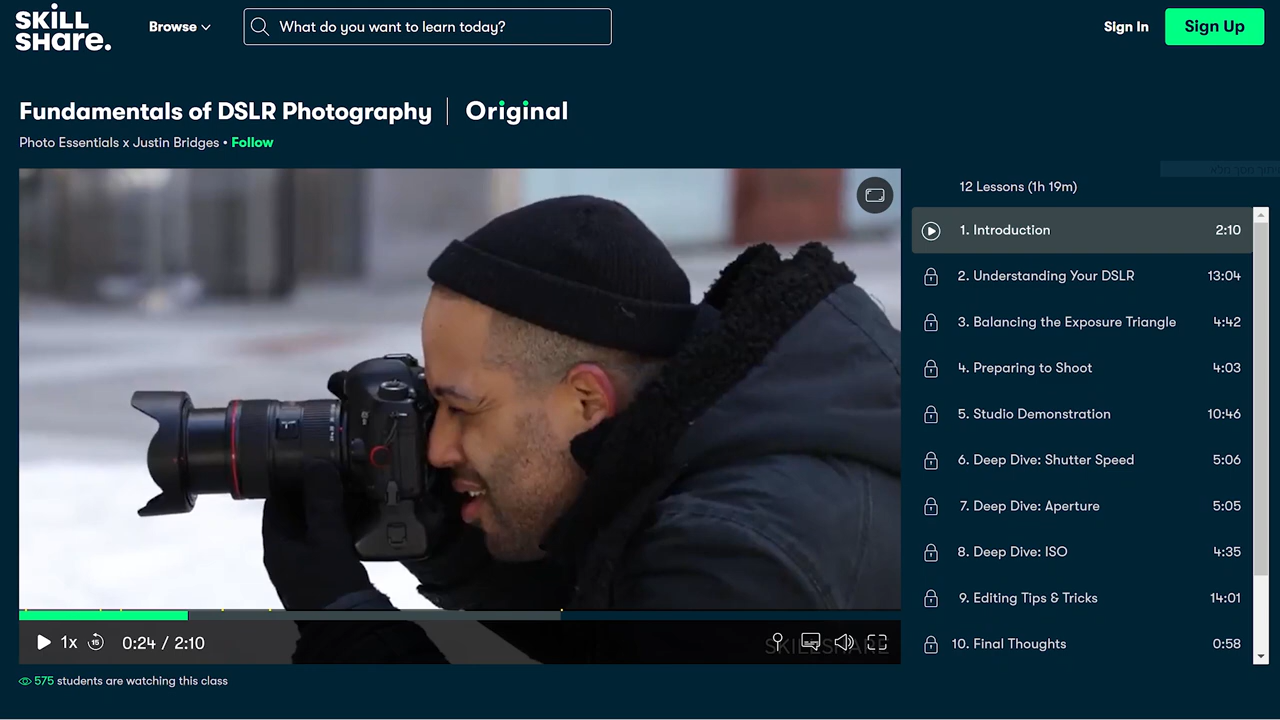 SKiLL
SHare.
Browse
What do you want to learn today?
Sign In
Sign Up
Fundamentals of DSLR Photography
Original
Photo Essentials x Justin Bridges • Follow
12 Lessons (1h 19m)
1. Introduction 2:10
2. Understanding Your DSLR 13:04
3. Balancing the Exposure Triangle 4:42
4. Preparing to Shoot 4:03
5. Studio Demonstration 10:46
6. Deep Dive: Shutter Speed 5:06
7. Deep Dive: Aperture 5:05
8. Deep Dive: ISO 4:35
9. Editing Tips & Tricks 14:01
10. Final Thoughts 0:58
1x 15 0:24 / 2:10
SKILLSHARE
575 students are watching this class